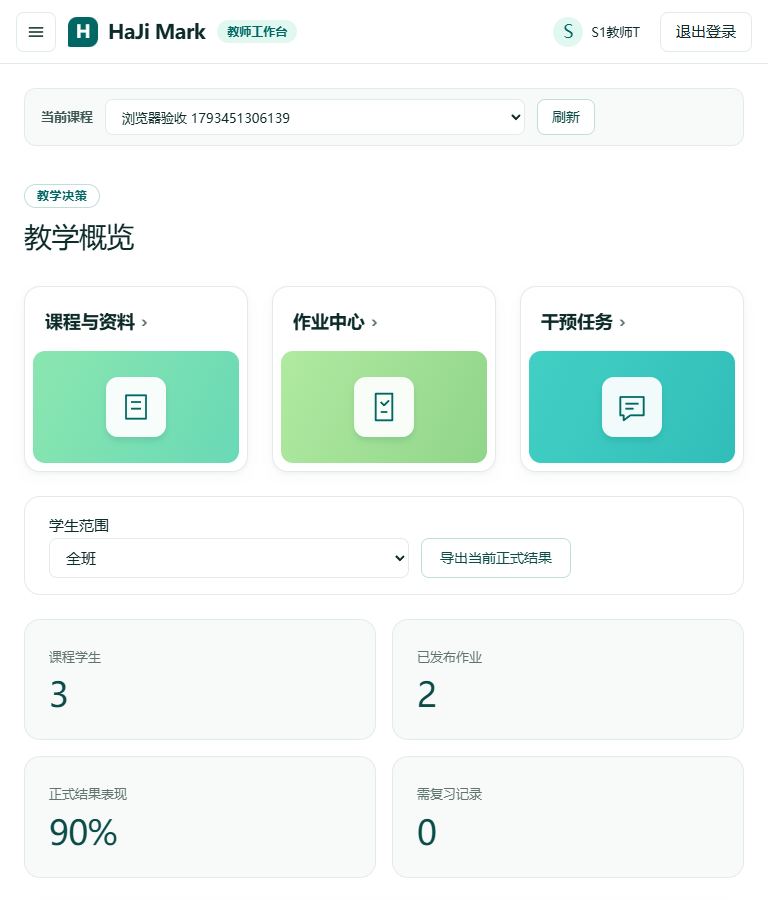 H HaJi Mark 教师工作台 S S1教师T 退出登录
当前课程 浏览器验收 1793451306139 刷新
教学决策
教学概览
课程与资料 › 作业中心 › 干预任务 ›
学生范围
全班 导出当前正式结果
课程学生 已发布作业
3 2
正式结果表现 需复习记录
90% 0